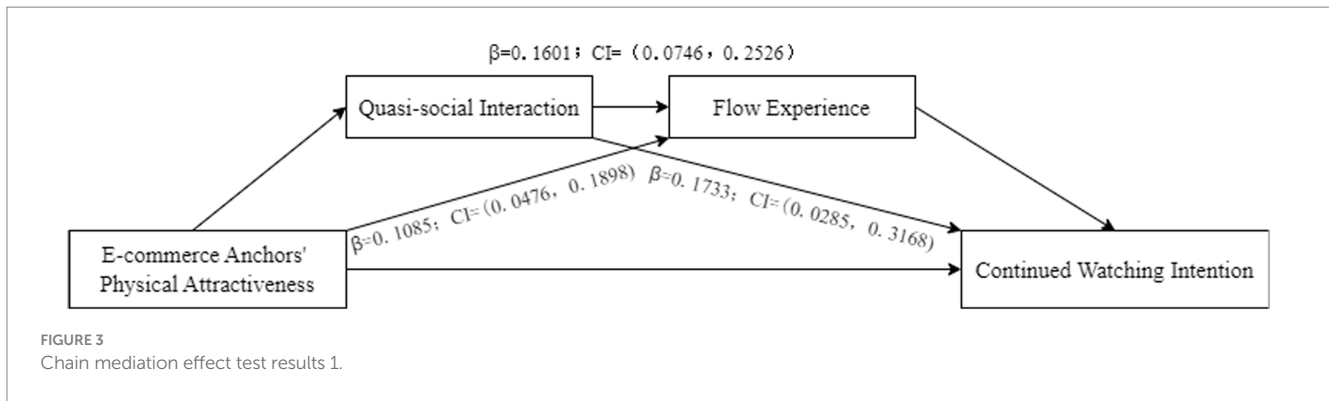 β=0.1601; CI= (0.0746, 0.2526)
Quasi-social Interaction
Flow Experience
β=0.1085; CI=(0.0476, 0.1898)
β=0.1733; CI=(0.0285, 0.3168)
E-commerce Anchors'
Physical Attractiveness
Continued Watching Intention
FIGURE 3
Chain mediation effect test results 1.